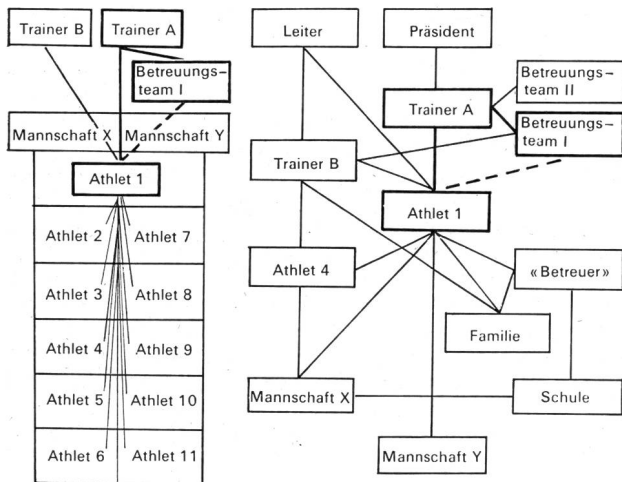 Trainer B
Trainer A
Betreuungs-
team I
Mannschaft X
Mannschaft Y
Athlet 1
Athlet 2
Athlet 7
Athlet 3
Athlet 8
Athlet 4
Athlet 9
Athlet 5
Athlet 10
Athlet 6
Athlet 11
Leiter
Präsident
Betreuungs-
team II
Trainer A
Betreuungs-
team I
Trainer B
Athlet 1
Athlet 4
«Betreuer»
Familie
Mannschaft X
Schule
Mannschaft Y